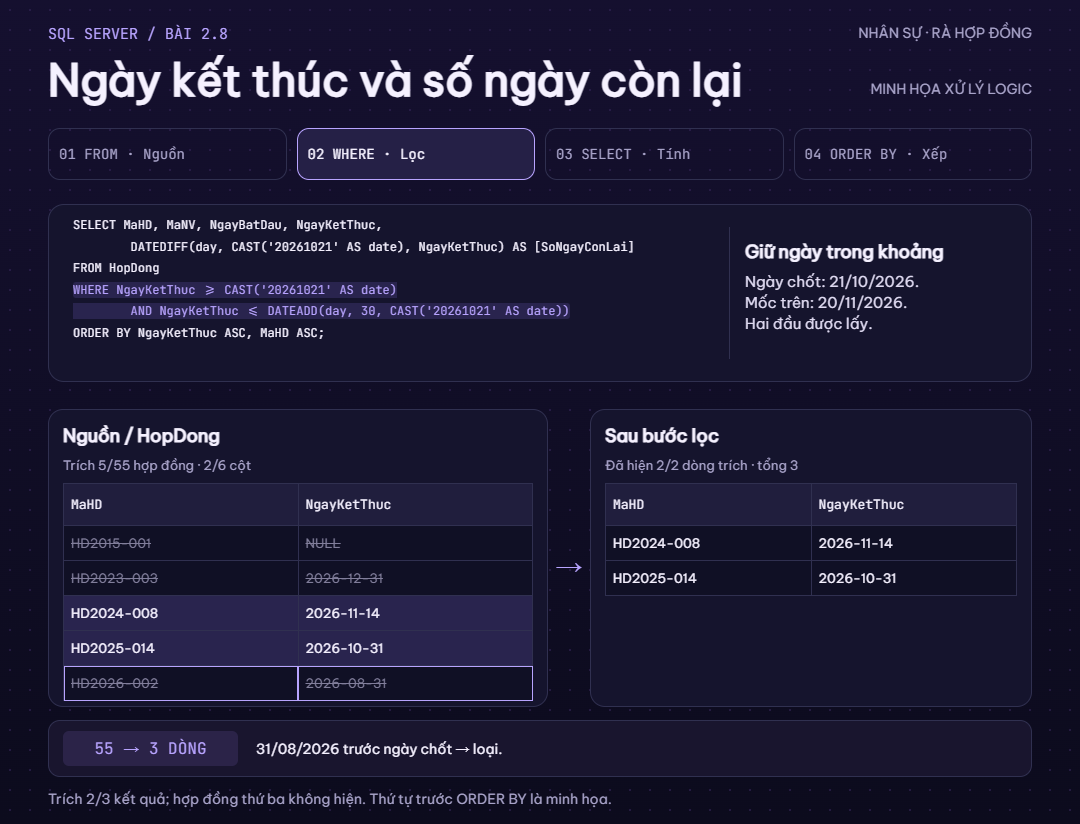 SQL SERVER / BÀI 2.8
NHÂN SỰ · RÀ HỢP ĐỒNG
Ngày kết thúc và số ngày còn lại
MINH HỌA XỬ LÝ LOGIC
01 FROM · Nguồn
02 WHERE · Lọc
03 SELECT · Tính
04 ORDER BY · Xếp
SELECT MaHD, MaNV, NgayBatDau, NgayKetThuc,
DATEDIFF(day, CAST('20261021' AS date), NgayKetThuc) AS [SoNgayConLai]
FROM HopDong
WHERE NgayKetThuc >= CAST('20261021' AS date)
AND NgayKetThuc <= DATEADD(day, 30, CAST('20261021' AS date))
ORDER BY NgayKetThuc ASC, MaHD ASC;
Giữ ngày trong khoảng
Ngày chốt: 21/10/2026.
Mốc trên: 20/11/2026.
Hai đầu được lấy.
Nguồn / HopDong
Trích 5/55 hợp đồng · 2/6 cột
MaHD NgayKetThuc
HD2015-001 NULL
HD2023-003 2026-12-31
HD2024-008 2026-11-14
HD2025-014 2026-10-31
HD2026-002 2026-08-31
→
Sau bước lọc
Đã hiện 2/2 dòng trích · tổng 3
MaHD NgayKetThuc
HD2024-008 2026-11-14
HD2025-014 2026-10-31
55 → 3 DÒNG
31/08/2026 trước ngày chốt → loại.
Trích 2/3 kết quả; hợp đồng thứ ba không hiện. Thứ tự trước ORDER BY là minh họa.